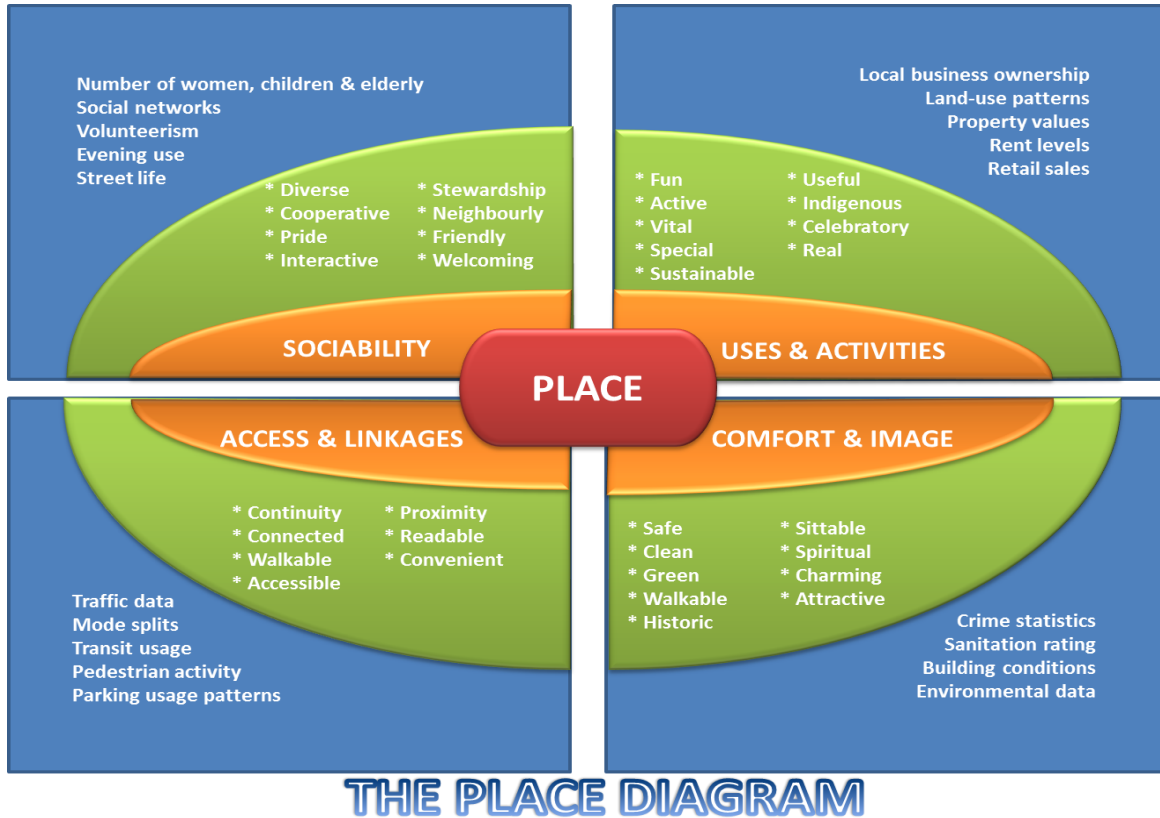 Number of women, children & elderly
Social networks
Volunteerism
Evening use
Street life
* Diverse
* Cooperative
* Pride
* Interactive
* Stewardship
* Neighbourly
* Friendly
* Welcoming
SOCIABILITY
Local business ownership
Land-use patterns
Property values
Rent levels
Retail sales
* Fun
* Active
* Vital
* Special
* Sustainable
* Useful
* Indigenous
* Celebratory
* Real
USES & ACTIVITIES
PLACE
ACCESS & LINKAGES
* Continuity
* Connected
* Walkable
* Accessible
* Proximity
* Readable
* Convenient
Traffic data
Mode splits
Transit usage
Pedestrian activity
Parking usage patterns
COMFORT & IMAGE
* Safe
* Clean
* Green
* Walkable
* Historic
* Sittable
* Spiritual
* Charming
* Attractive
Crime statistics
Sanitation rating
Building conditions
Environmental data
THE PLACE DIAGRAM